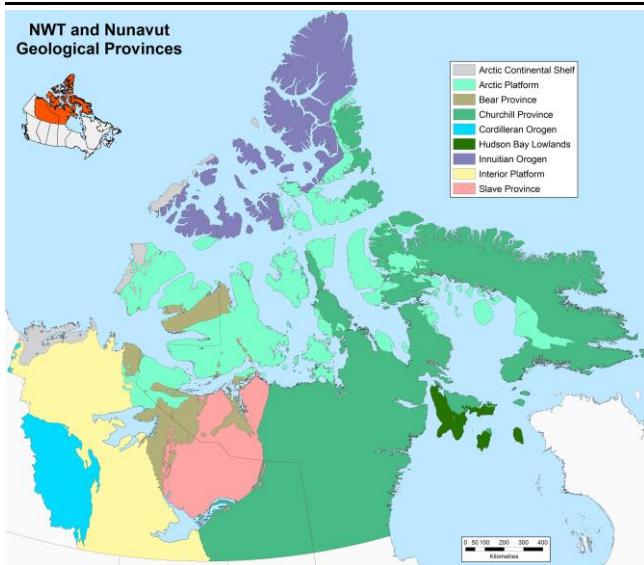 NWT and Nunavut
Geological Provinces
Arctic Continental Shelf
Arctic Platform
Bear Province
Churchill Province
Cordilleran Orogen
Hudson Bay Lowlands
Innuitian Orogen
Interior Platform
Slave Province
0 50 100 200 300 400
Kilometres